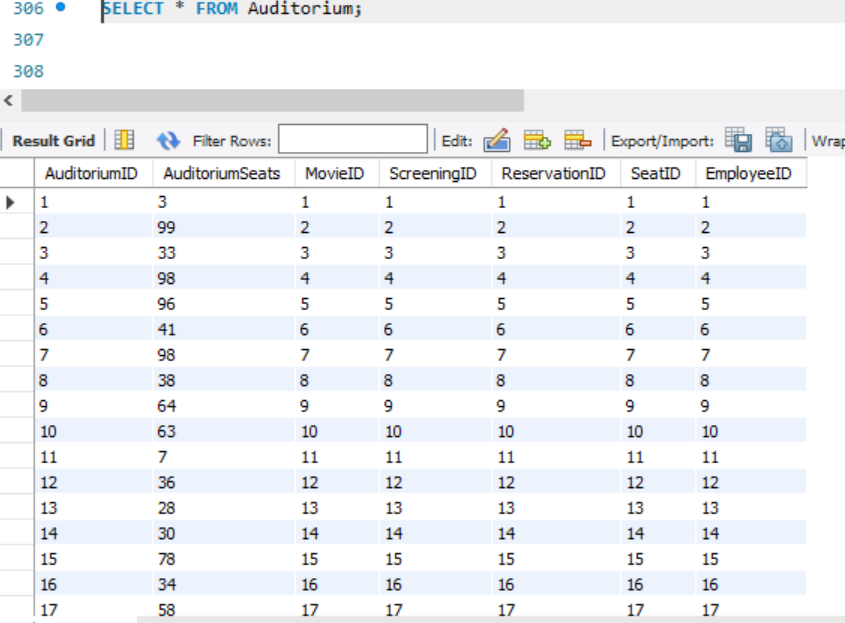 306 SELECT * FROM Auditorium;
307
308
Result Grid Filter Rows: Edit: Export/Import: Wrap
AuditoriumID AuditoriumSeats MovieID ScreeningID ReservationID SeatID EmployeeID
1 3 1 1 1 1 1
2 99 2 2 2 2 2
3 33 3 3 3 3 3
4 98 4 4 4 4 4
5 96 5 5 5 5 5
6 41 6 6 6 6 6
7 98 7 7 7 7 7
8 38 8 8 8 8 8
9 64 9 9 9 9 9
10 63 10 10 10 10 10
11 7 11 11 11 11 11
12 36 12 12 12 12 12
13 28 13 13 13 13 13
14 30 14 14 14 14 14
15 78 15 15 15 15 15
16 34 16 16 16 16 16
17 58 17 17 17 17 17